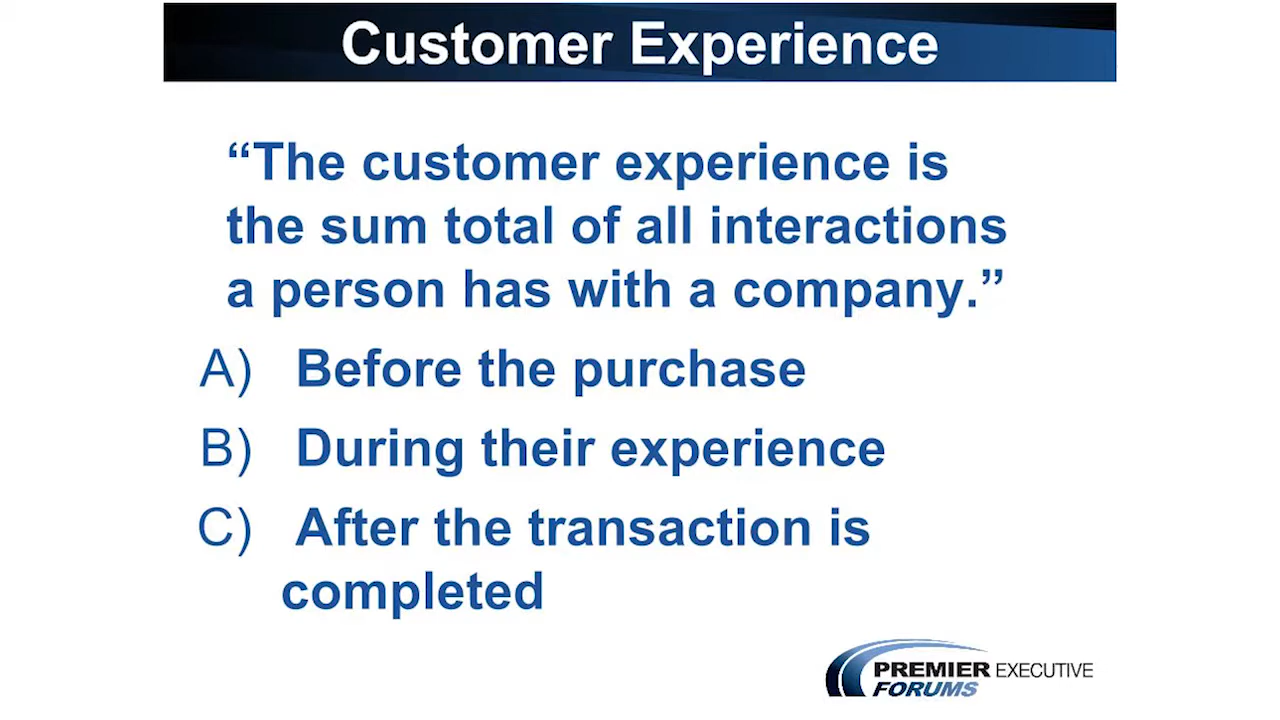 Customer Experience
“The customer experience is
the sum total of all interactions
a person has with a company.”
A) Before the purchase
B) During their experience
C) After the transaction is
completed
PREMIER EXECUTIVE
FORUMS